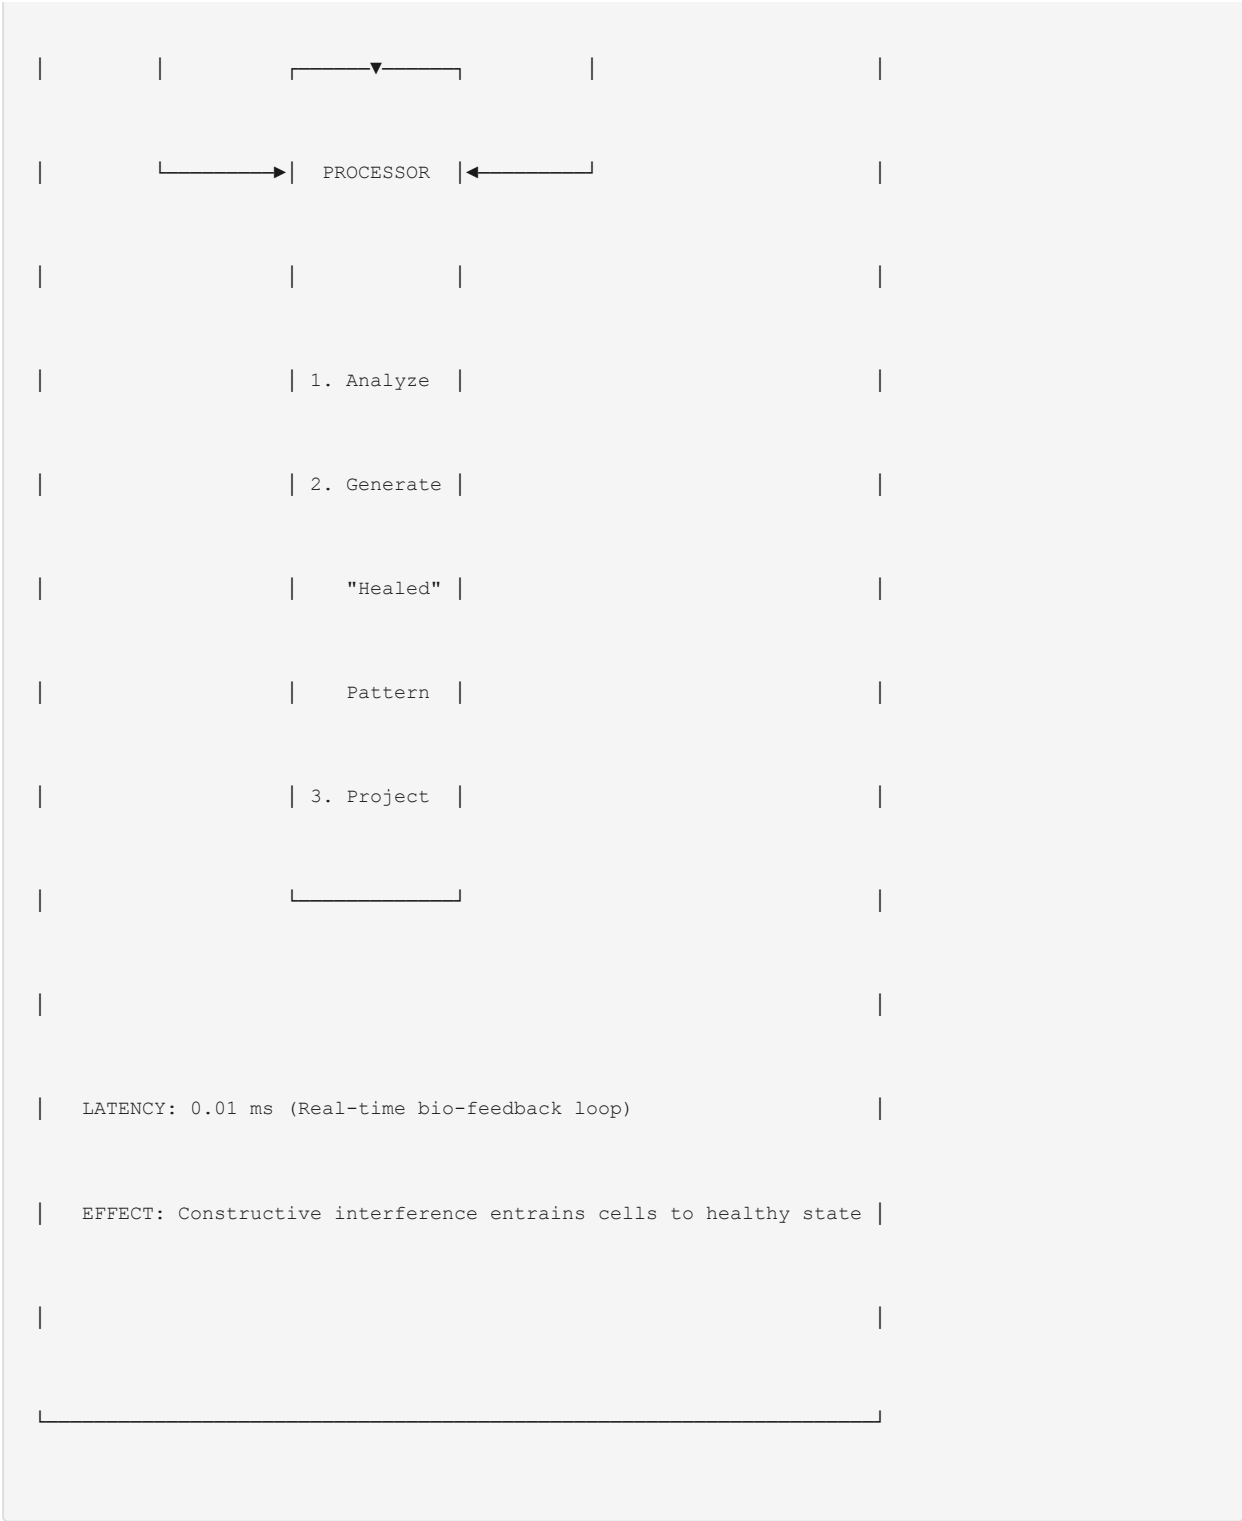 PROCESSOR
1. Analyze
2. Generate
"Healed"
Pattern
3. Project
LATENCY: 0.01 ms (Real-time bio-feedback loop)
EFFECT: Constructive interference entrains cells to healthy state